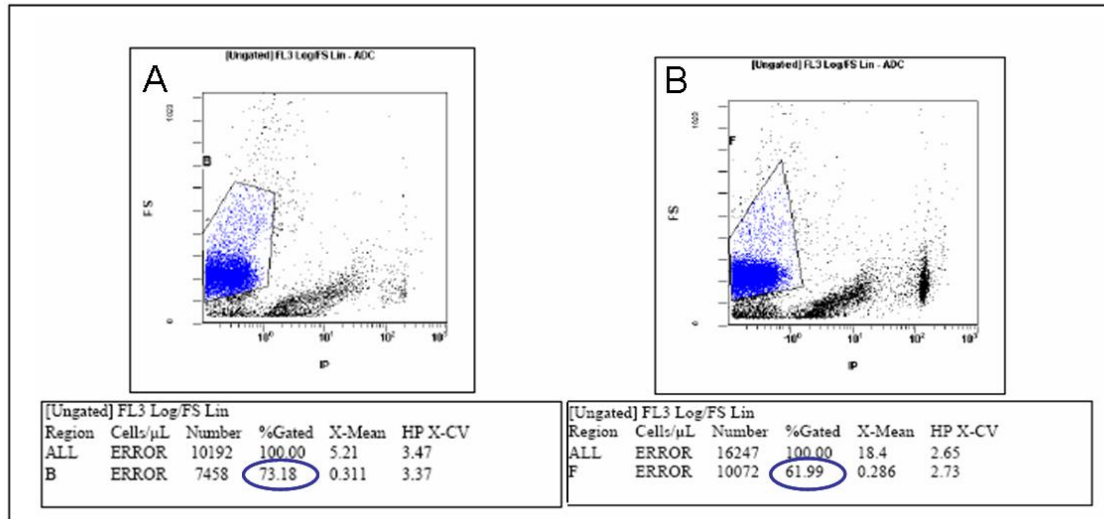 A
[Ungated] FL3 Log/FS Lin - ADC
1023
B
FS
0
10⁰ 10¹ 10² 10³
IP
[Ungated] FL3 Log/FS Lin
Region Cells/µL Number %Gated X-Mean HP X-CV
ALL ERROR 10192 100.00 5.21 3.47
B ERROR 7458 73.18 0.311 3.37
B
[Ungated] FL3 Log/FS Lin - ADC
1023
F
FS
0
10⁰ 10¹ 10² 10³
IP
[Ungated] FL3 Log/FS Lin
Region Cells/µL Number %Gated X-Mean HP X-CV
ALL ERROR 16247 100.00 18.4 2.65
F ERROR 10072 61.99 0.286 2.73